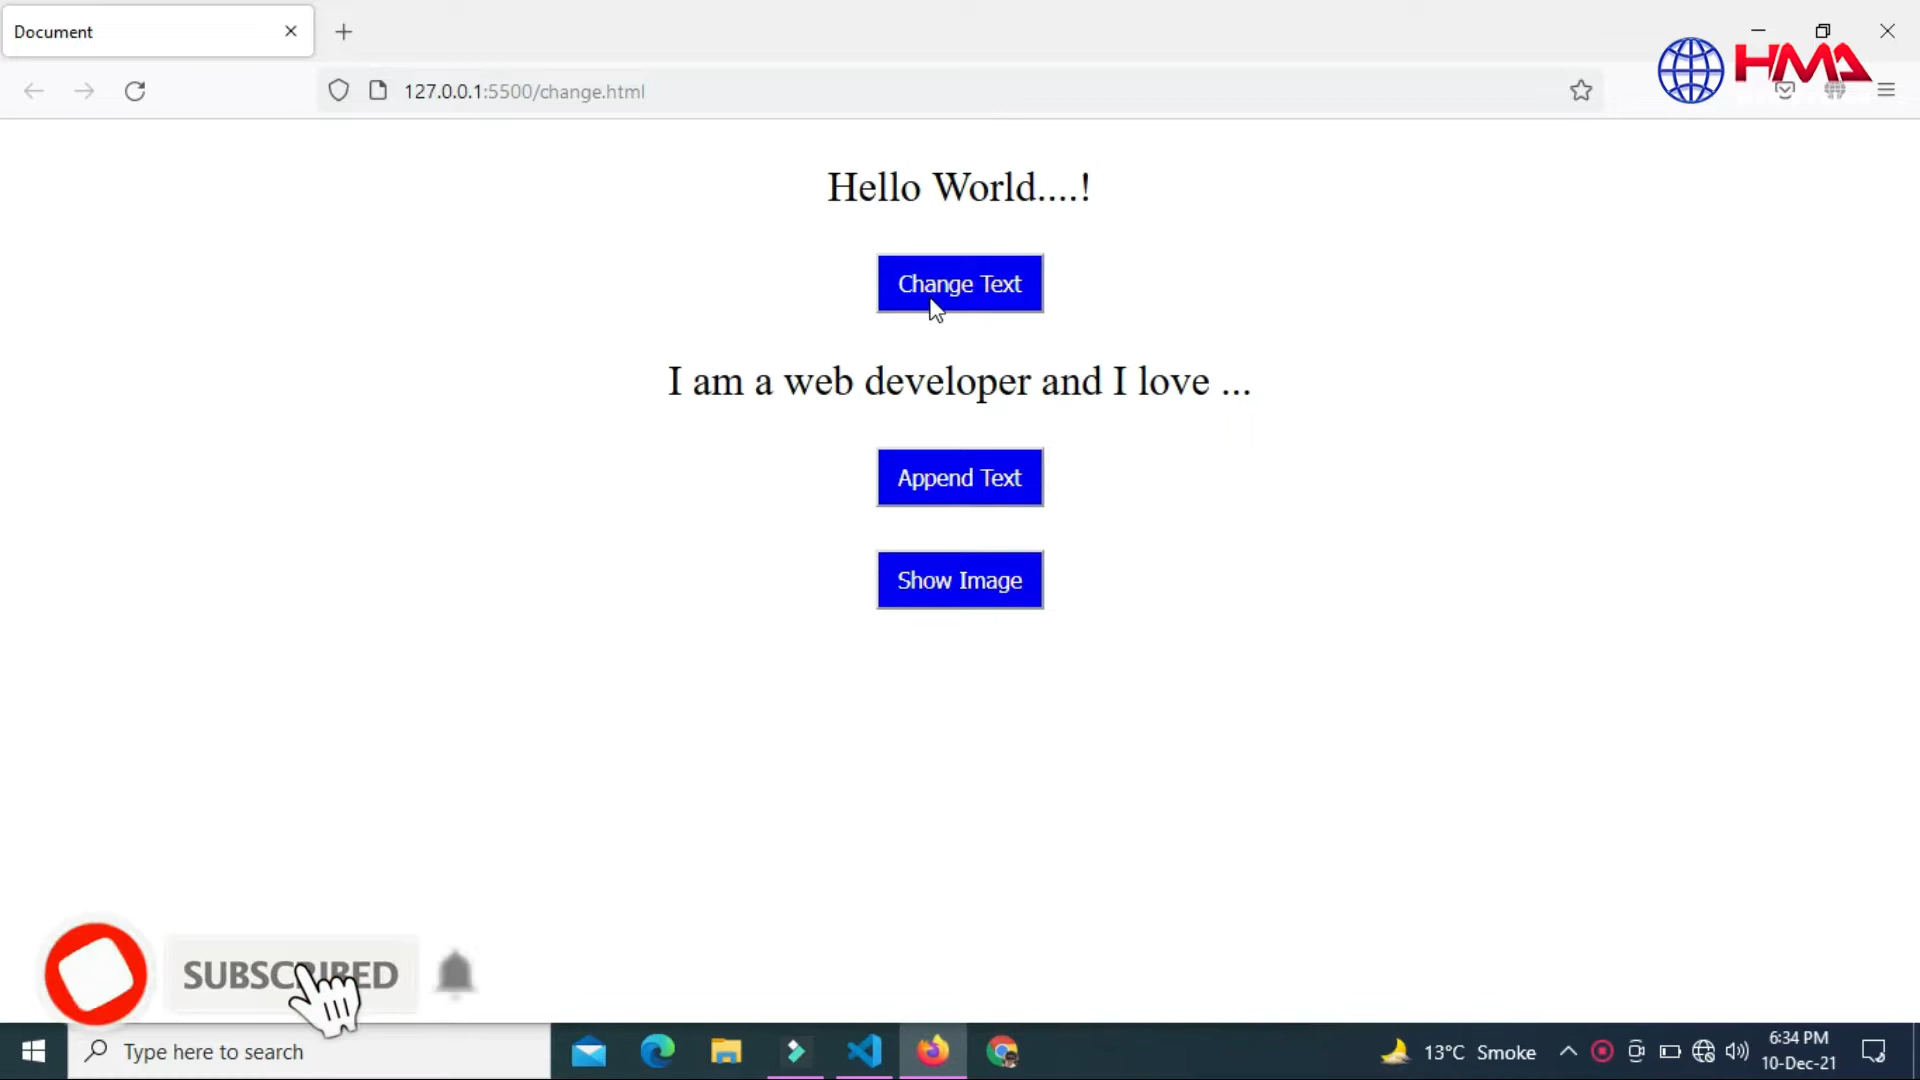 Document
127.0.0.1:5500/change.html
HMA
Hello World....!
Change Text
I am a web developer and I love ...
Append Text
Show Image
SUBSCRIBED
Type here to search
13°C Smoke
6:34 PM
10-Dec-21